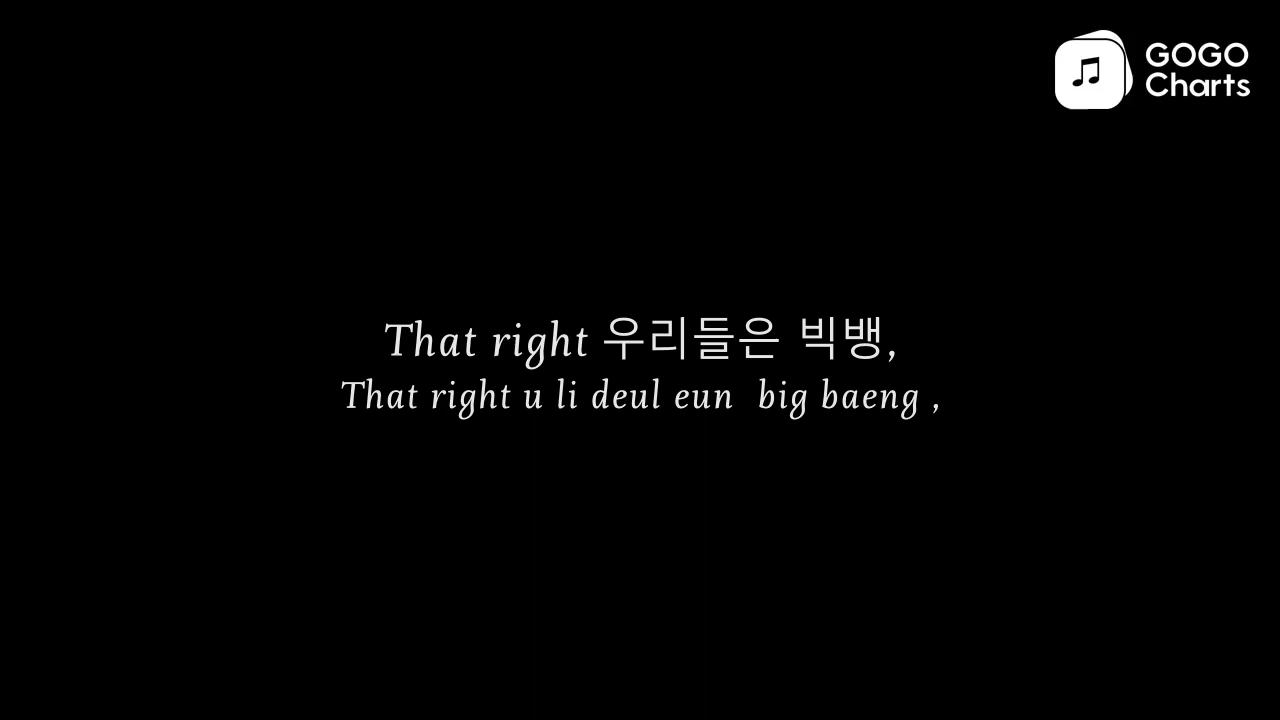 GOGO
Charts
That right 우리들은 빅뱅,
That right u li deul eun  big baeng ,